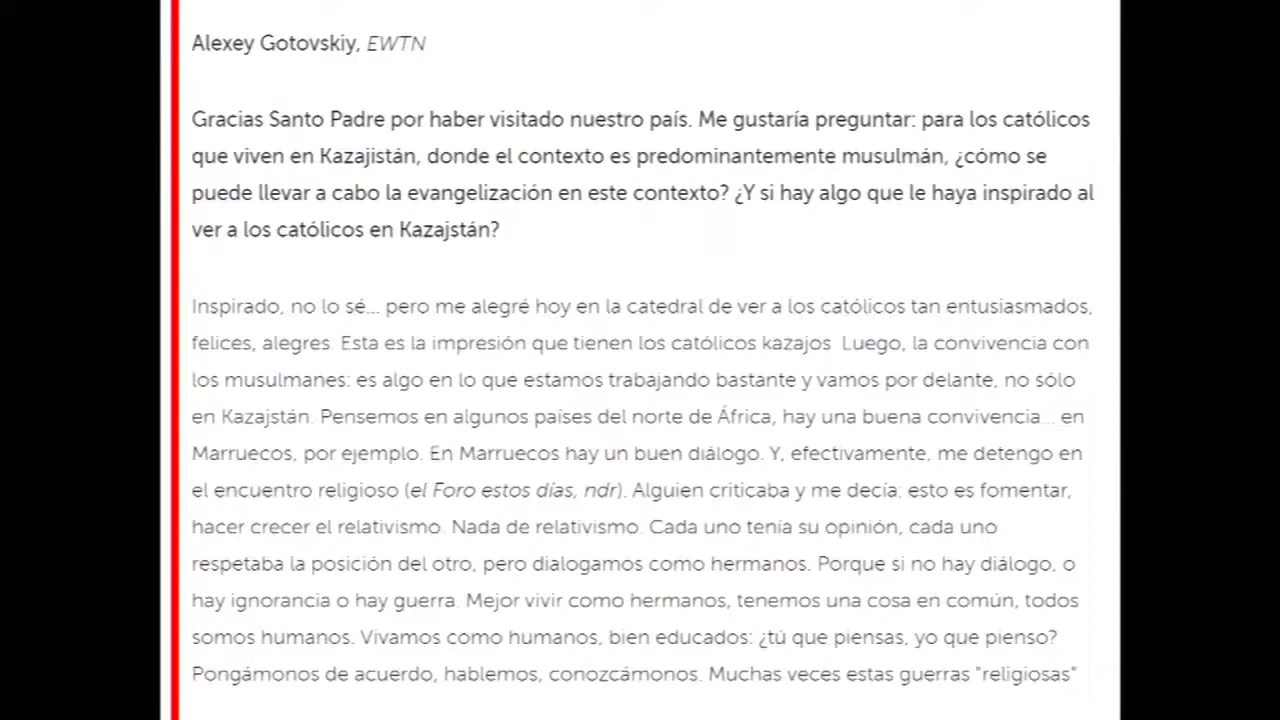 Alexey Gotovskiy, EWTN
Gracias Santo Padre por haber visitado nuestro país. Me gustaría preguntar: para los católicos
que viven en Kazajistán, donde el contexto es predominantemente musulmán, ¿cómo se
puede llevar a cabo la evangelización en este contexto? ¿Y si hay algo que le haya inspirado al
ver a los católicos en Kazajstán?
Inspirado, no lo sé... pero me alegré hoy en la catedral de ver a los católicos tan entusiasmados,
felices, alegres. Esta es la impresión que tienen los católicos kazajos. Luego, la convivencia con
los musulmanes: es algo en lo que estamos trabajando bastante y vamos por delante, no sólo
en Kazajstán. Pensemos en algunos países del norte de África, hay una buena convivencia... en
Marruecos, por ejemplo. En Marruecos hay un buen diálogo. Y, efectivamente, me detengo en
el encuentro religioso (el Foro estos días, ndr). Alguien criticaba y me decía: esto es fomentar,
hacer crecer el relativismo. Nada de relativismo. Cada uno tenía su opinión, cada uno
respetaba la posición del otro, pero dialogamos como hermanos. Porque si no hay diálogo, o
hay ignorancia o hay guerra. Mejor vivir como hermanos, tenemos una cosa en común, todos
somos humanos. Vivamos como humanos, bien educados: ¿tú que piensas, yo que pienso?
Pongámonos de acuerdo, hablemos, conozcámonos. Muchas veces estas guerras "religiosas"